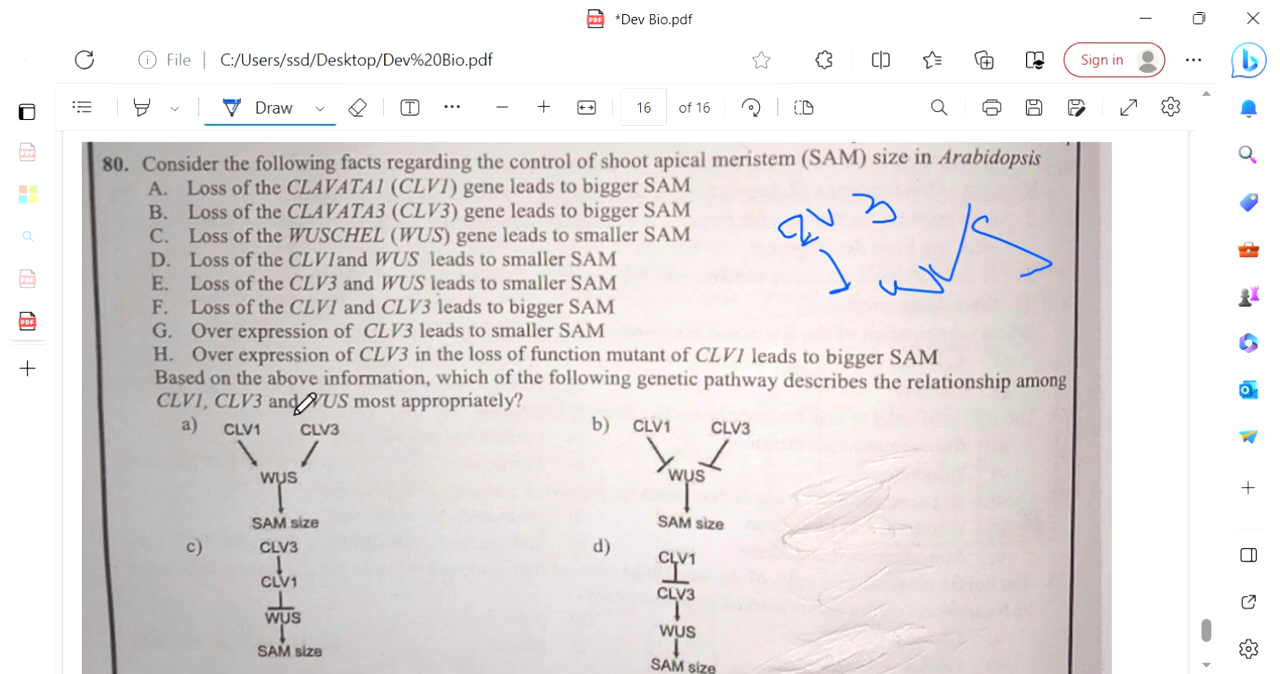 *Dev Bio.pdf
File | C:/Users/ssd/Desktop/Dev%20Bio.pdf
Sign in
Draw
16 of 16
80. Consider the following facts regarding the control of shoot apical meristem (SAM) size in Arabidopsis
A. Loss of the CLAVATA1 (CLV1) gene leads to bigger SAM
B. Loss of the CLAVATA3 (CLV3) gene leads to bigger SAM
C. Loss of the WUSCHEL (WUS) gene leads to smaller SAM
D. Loss of the CLV1and WUS leads to smaller SAM
E. Loss of the CLV3 and WUS leads to smaller SAM
F. Loss of the CLV1 and CLV3 leads to bigger SAM
G. Over expression of CLV3 leads to smaller SAM
H. Over expression of CLV3 in the loss of function mutant of CLV1 leads to bigger SAM
Based on the above information, which of the following genetic pathway describes the relationship among
CLV1, CLV3 and WUS most appropriately?
a) CLV1 CLV3
WUS
SAM size
b) CLV1 CLV3
WUS
SAM size
c) CLV3
CLV1
WUS
SAM size
d) CLV1
CLV3
WUS
SAM size